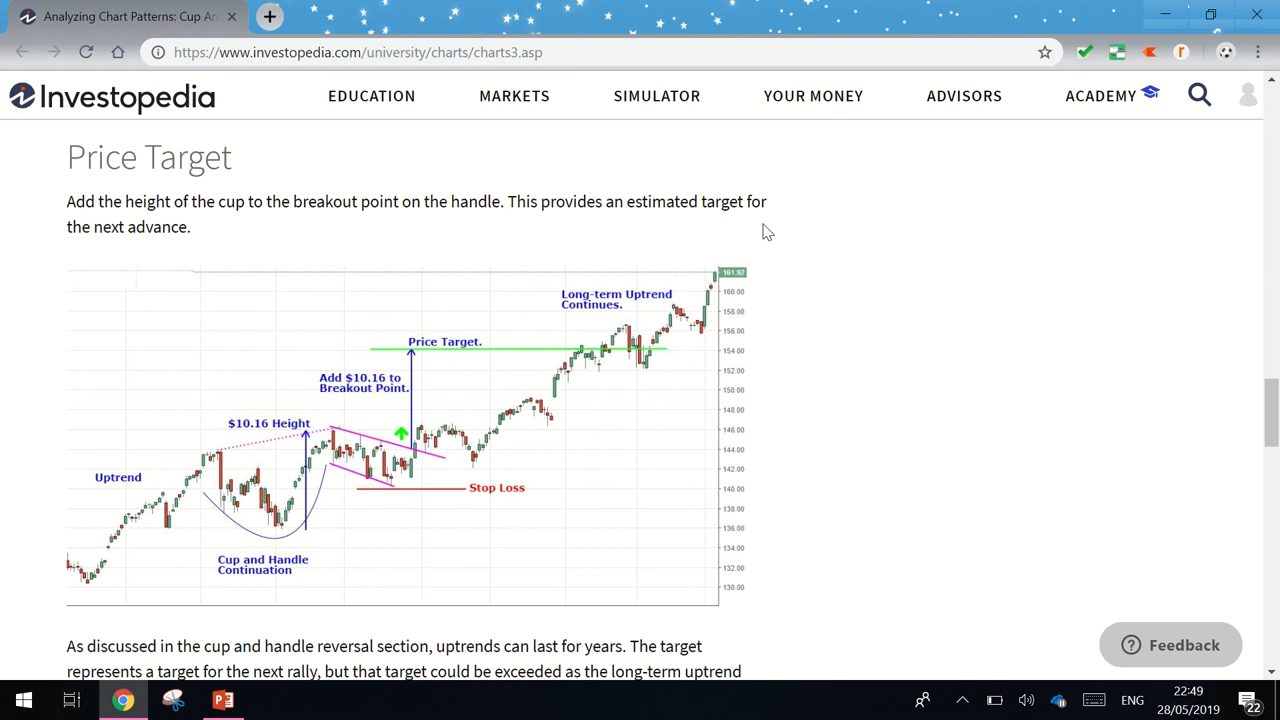 Analyzing Chart Patterns: Cup An
https://www.investopedia.com/university/charts/charts3.asp
Investopedia
EDUCATION
MARKETS
SIMULATOR
YOUR MONEY
ADVISORS
ACADEMY
Price Target
Add the height of the cup to the breakout point on the handle. This provides an estimated target for
the next advance.
161.92
160.00
158.00
156.00
154.00
152.00
150.00
148.00
146.00
144.00
142.00
140.00
138.00
136.00
134.00
132.00
130.00
Long-term Uptrend
Continues.
Price Target.
Add $10.16 to
Breakout Point.
$10.16 Height
Uptrend
Stop Loss
Cup and Handle
Continuation
As discussed in the cup and handle reversal section, uptrends can last for years. The target
represents a target for the next rally, but that target could be exceeded as the long-term uptrend
Feedback
ENG
22:49
28/05/2019
22